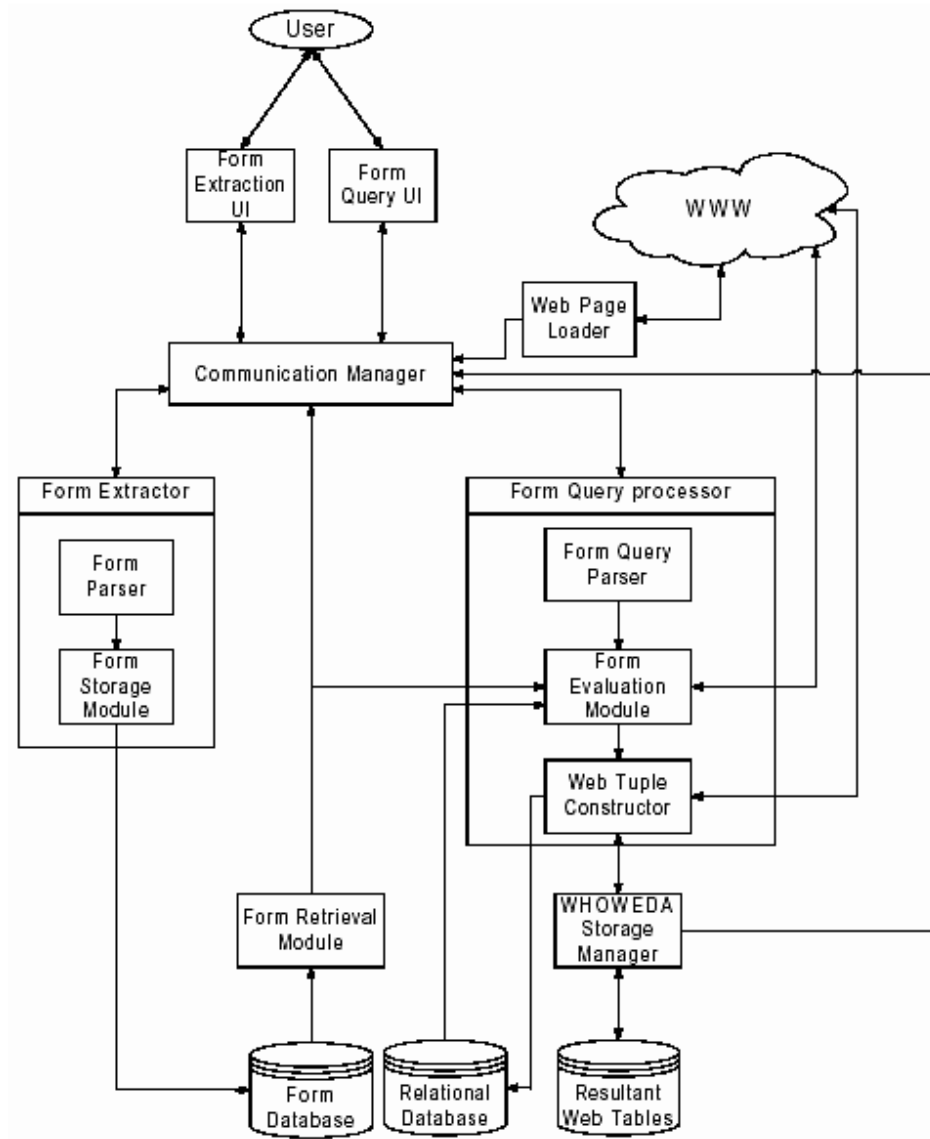 User
Form
Extraction
UI
Form
Query UI
WWW
Web Page
Loader
Communication Manager
Form Extractor
Form Query processor
Form
Parser
Form Query
Parser
Form
Storage
Module
Form
Evaluation
Module
Web Tuple
Constructor
Form Retrieval
Module
WHOWEDA
Storage
Manager
Form
Database
Relational
Database
Resultant
Web Tables